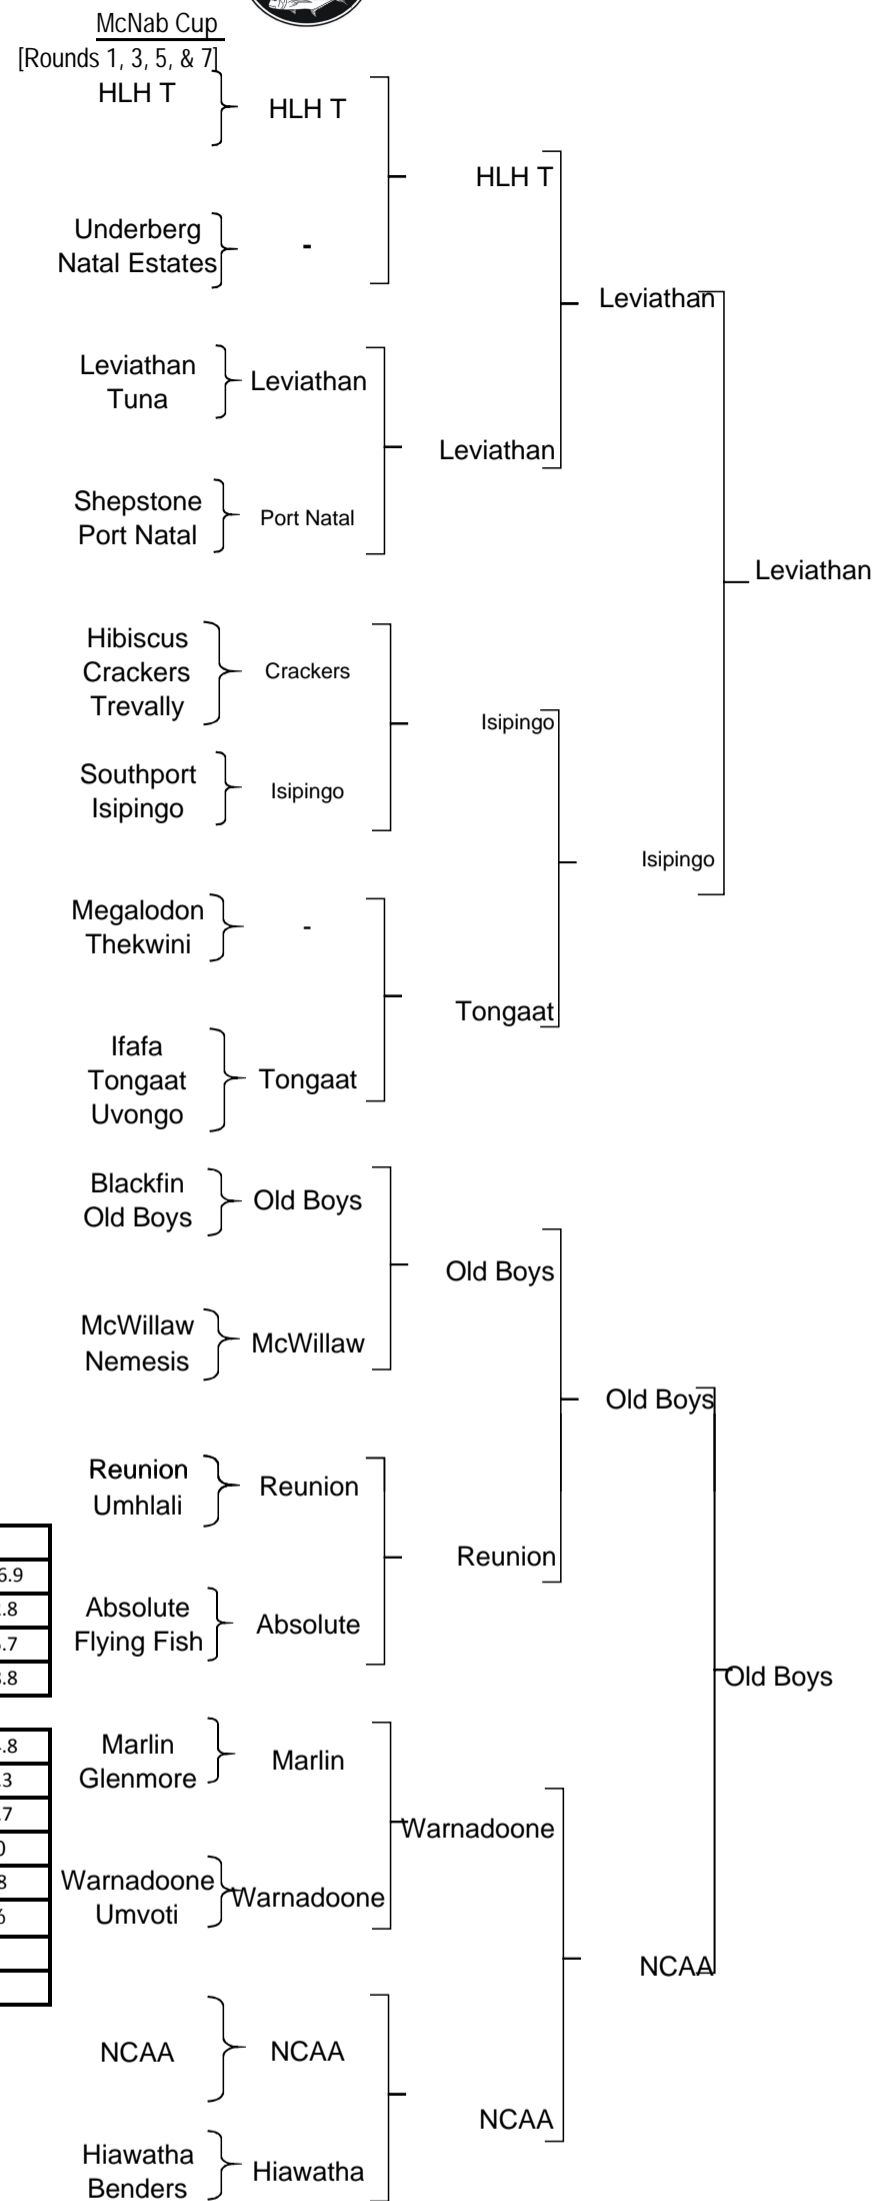 McNab Cup
[Rounds 1, 3, 5, & 7]
HLH T
HLH T
HLH T
Underberg
Natal Estates
-
Leviathan
Leviathan
Tuna
Leviathan
Leviathan
Shepstone
Port Natal
Port Natal
Leviathan
Hibiscus
Crackers
Trevally
Crackers
Isipingo
Southport
Isipingo
Isipingo
Isipingo
Megalodon
Thekwini
-
Tongaat
Ifafa
Tongaat
Uvongo
Tongaat
Blackfin
Old Boys
Old Boys
Old Boys
McWillaw
Nemesis
McWillaw
Old Boys
Reunion
Umhlali
Reunion
Reunion
Absolute
Flying Fish
Absolute
Old Boys
Marlin
Glenmore
Marlin
Warnadoone
Warnadoone
Umvoti
Warnadoone
NCAA
NCAA
NCAA
NCAA
Hiawatha
Benders
Hiawatha